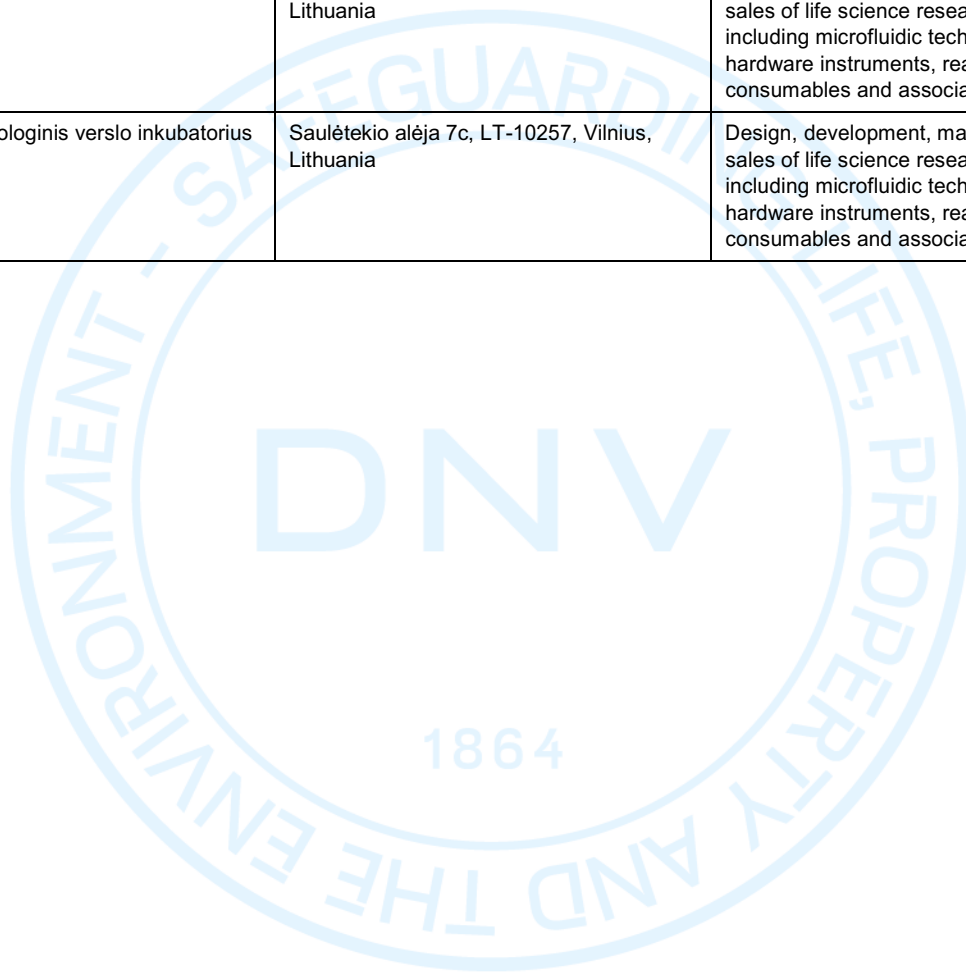 Lithuania
sales of life science resea
including microfluidic tech
hardware instruments, rea
consumables and associa
ologinis verslo inkubatorius
Saulėtekio alėja 7c, LT-10257, Vilnius,
Lithuania
Design, development, ma
sales of life science resea
including microfluidic tech
hardware instruments, rea
consumables and associa
SAFEGUARDING LIFE, PROPERTY AND THE ENVIRONMENT -
DNV
1864